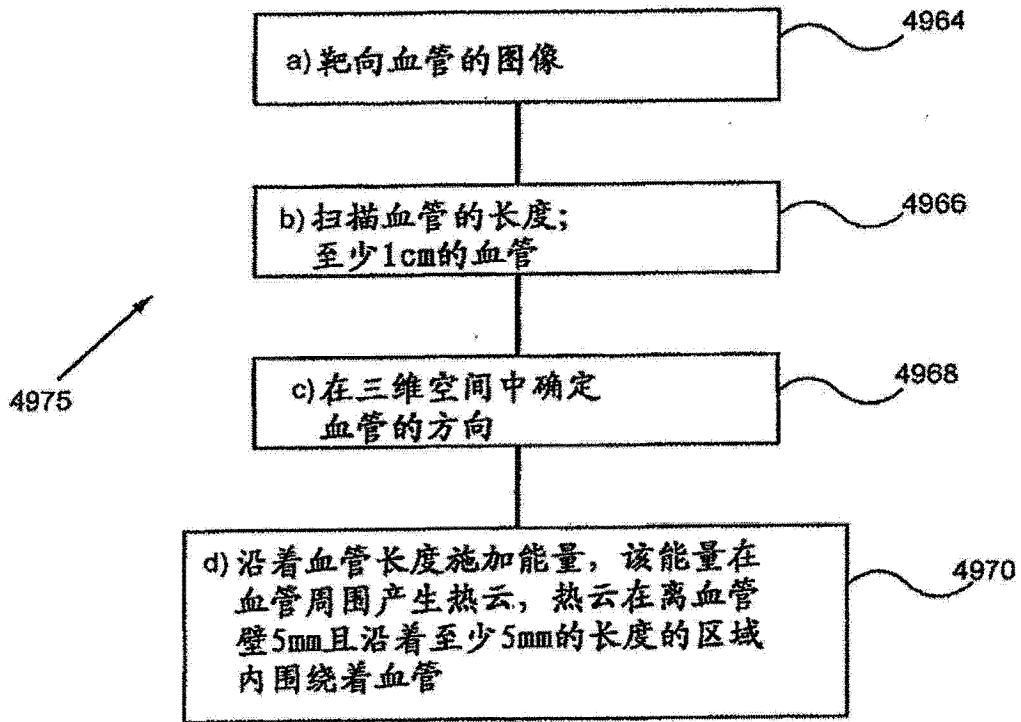 a)靶向血管的图像
4964
b)扫描血管的长度;
至少1cm的血管
4966
4975
c)在三维空间中确定
血管的方向
4968
d)沿着血管长度施加能量，该能量在
血管周围产生热云，热云在离血管
壁5mm且沿着至少5mm的长度的区域
内围绕着血管
4970